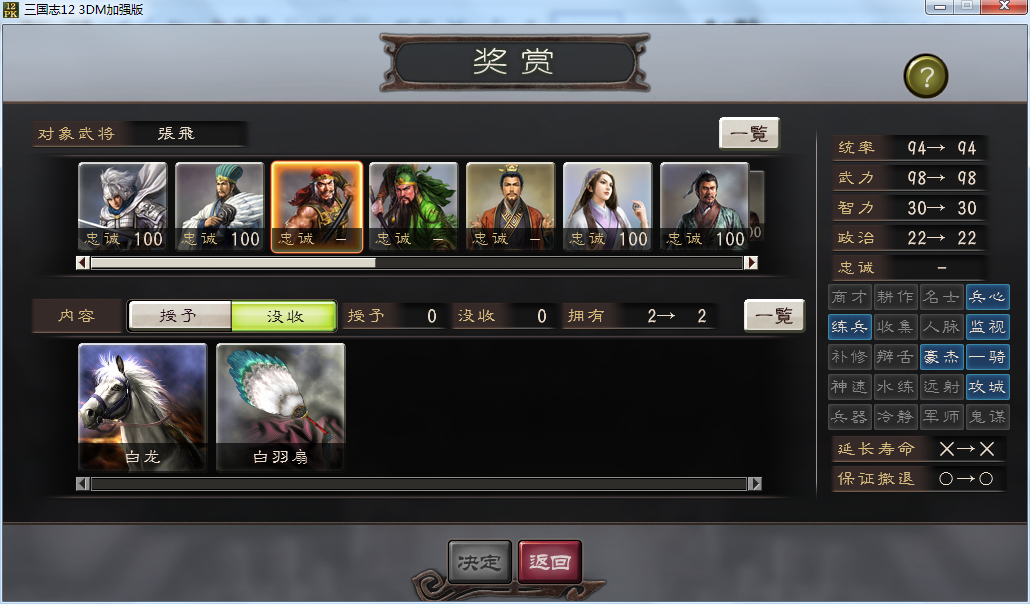 12 PK 三国志12 3DM加强版
奖赏
?
对象武将 張飛 一覧
忠诚 100 忠诚 100 忠诚 - 忠诚 - 忠诚 - 忠诚 100 忠诚 100 00
内容 授予 没收 授予 0 没收 0 拥有 2→ 2 一覧
白龙 白羽扇
统率 94→ 94
武力 98→ 98
智力 30→ 30
政治 22→ 22
忠诚 -
商才 耕作 名士 兵心
练兵 收集 人脉 监视
补修 辩舌 豪杰 一骑
神速 水练 远射 攻城
兵器 冷静 军师 鬼谋
延长寿命 ×→×
保证撤退 ○→○
决定 返回